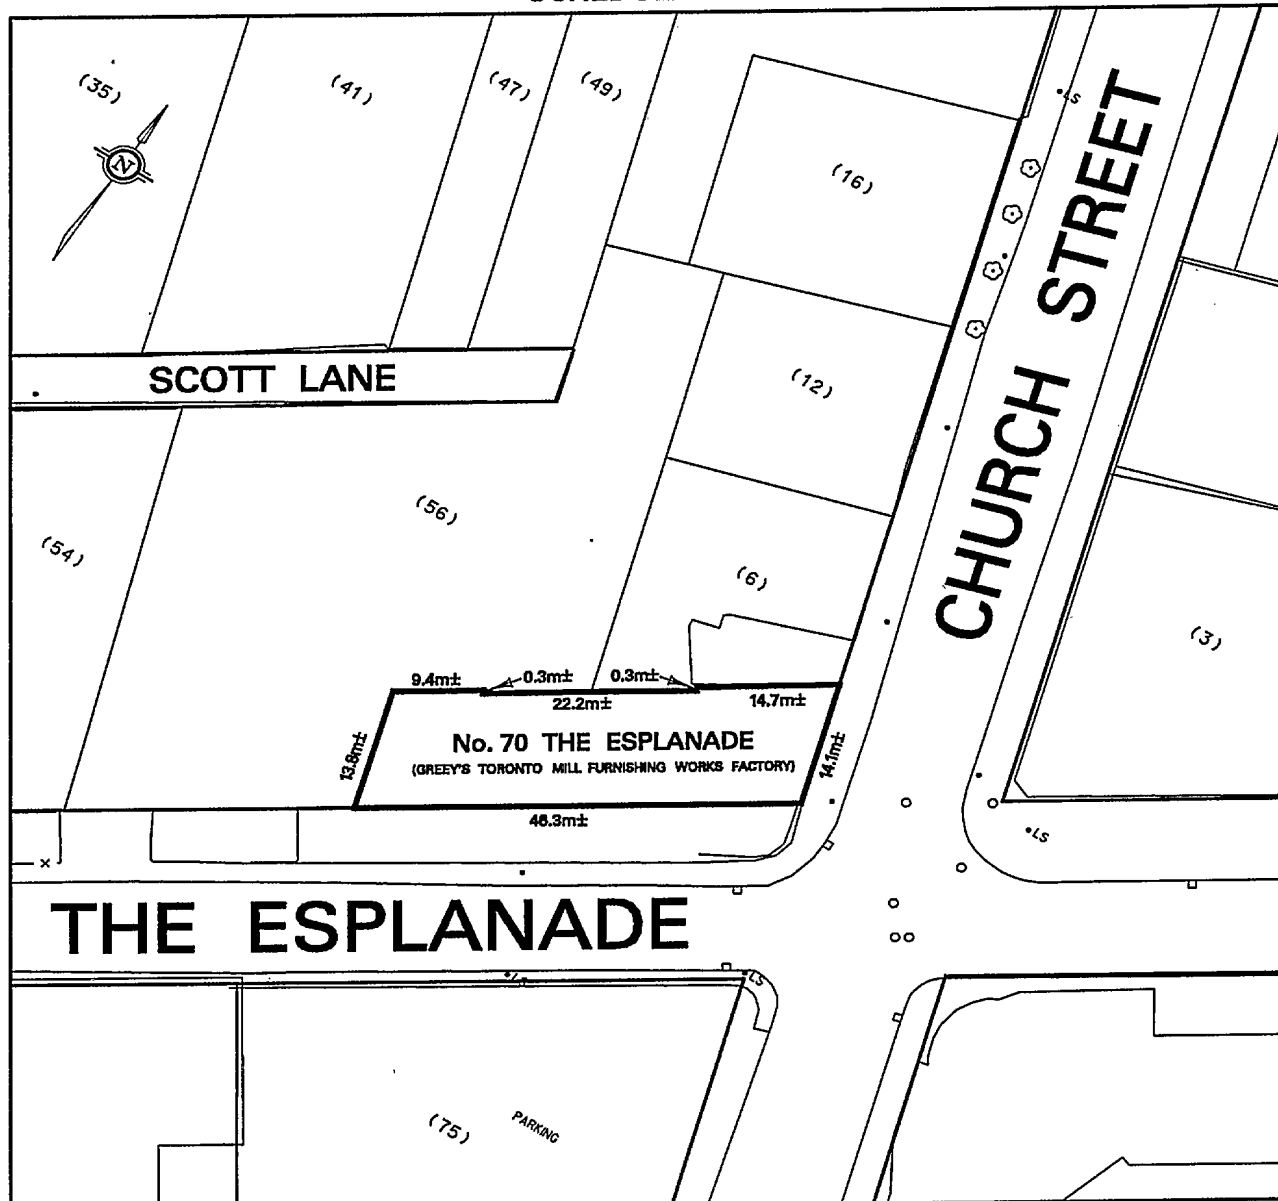 (35)
(41)
(47)
(49)
LS
N
(16)
CHURCH STREET
SCOTT LANE
(12)
(56)
(54)
(6)
(3)
9.4m±
0.3m±
0.3m±
22.2m±
14.7m±
13.8m±
No. 70 THE ESPLANADE
(GREEY'S TORONTO MILL FURNISHING WORKS FACTORY)
14.1m±
46.3m±
LS
x
THE ESPLANADE
LS
(75)
PARKING